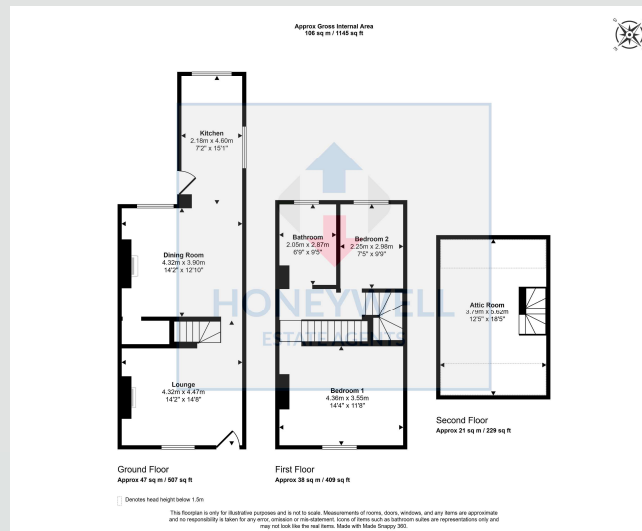 Approx Gross Internal Area
106 sq m / 1145 sq ft
Kitchen
2.18m x 4.60m
7'2" x 15'1"
Dining Room
4.32m x 3.90m
14'2" x 12'10"
Bathroom
2.05m x 2.87m
6'9" x 9'5"
Bedroom 2
2.25m x 2.98m
7'5" x 9'9"
Attic Room
3.79m x 5.62m
12'5" x 18'5"
HONEYWELL
ESTATE AGENTS
Lounge
4.32m x 4.47m
14'2" x 14'8"
Bedroom 1
4.36m x 3.55m
14'4" x 11'8"
Second Floor
Approx 21 sq m / 229 sq ft
Ground Floor
Approx 47 sq m / 507 sq ft
First Floor
Approx 38 sq m / 409 sq ft
Denotes head height below 1.5m
This floorplan is only for illustrative purposes and is not to scale. Measurements of rooms, doors, windows, and any items are approximate
and no responsibility is taken for any error, omission or mis-statement. Icons of items such as bathroom suites are representations only and
may not look like the real items. Made with Made Snappy 360.